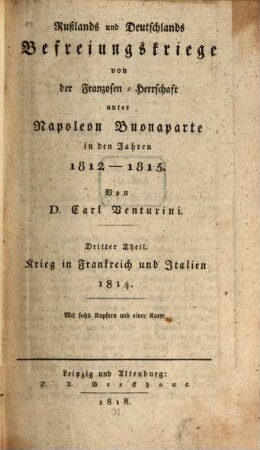 Rußlands und Deutschlands
Befreiungskriege
von
der Franzosen-Herrschaft
unter
Napoleon Buonaparte
in den Jahren
1812–1815.
Von
D. Carl Venturini.
Dritter Theil.
Krieg in Frankreich und Italien
1814.
Mit sechs Kupfern und einer Karte.
Leipzig und Altenburg:
F. A. Brockhaus.
1818.